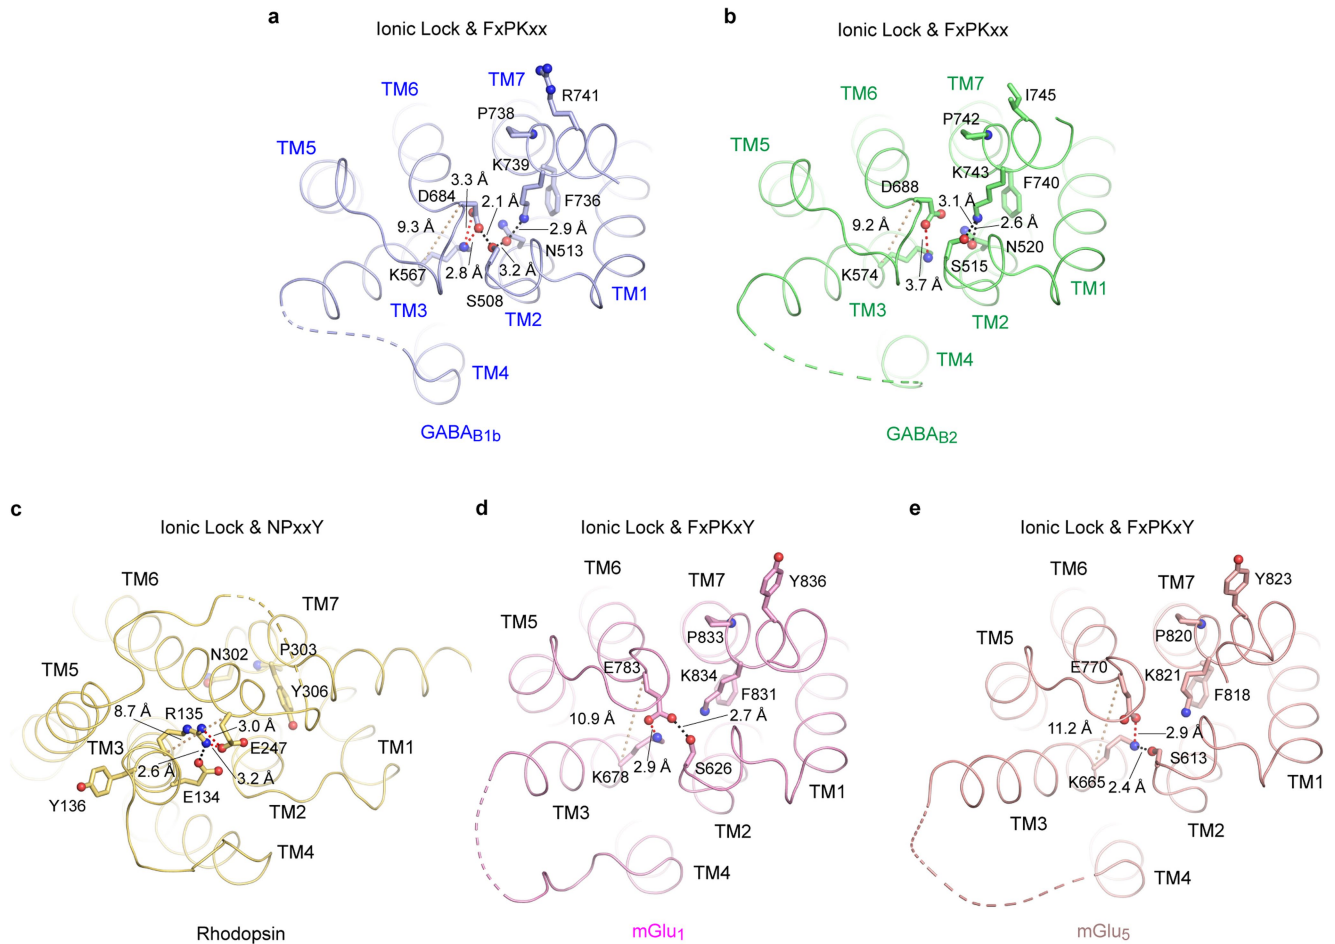 a
Ionic Lock & FxPKxx
TM7
TM6
R741
P738
TM5
K739
3.3 Å
D684
2.1 Å
F736
9.3 Å
2.9 Å
N513
K567
2.8 Å
3.2 Å
S508
TM1
TM3
TM2
TM4
GABAB1b
b
Ionic Lock & FxPKxx
TM7
TM6
I745
P742
TM5
K743
D688
F740
3.1 Å
9.2 Å
2.6 Å
N520
K574
S515
3.7 Å
TM1
TM3
TM2
TM4
GABAB2
c
Ionic Lock & NPxxY
TM6
TM7
N302
P303
TM5
Y306
8.7 Å
R135
3.0 Å
TM3
E247
TM1
2.6 Å
3.2 Å
Y136
E134
TM2
TM4
Rhodopsin
d
Ionic Lock & FxPKxY
TM6
TM7
Y836
TM5
P833
E783
K834
F831
10.9 Å
2.7 Å
K678
2.9 Å
S626
TM1
TM3
TM2
TM4
mGlu1
e
Ionic Lock & FxPKxY
TM6
TM7
Y823
TM5
P820
E770
K821
F818
11.2 Å
2.9 Å
S613
K665
2.4 Å
TM1
TM3
TM2
TM4
mGlu5